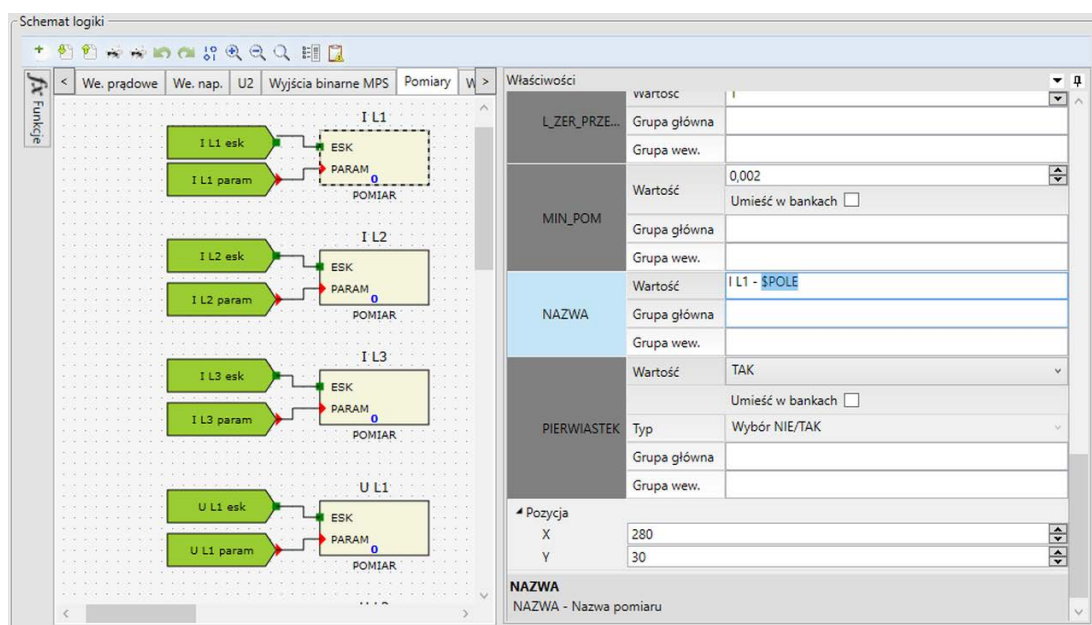 Schemat logiki
fx Funkcje
< We. prądowe We. nap. U2 Wyjścia binarne MPS Pomiary >
I L1
I L1 esk
ESK
I L1 param
PARAM
0
POMIAR
I L2
I L2 esk
ESK
I L2 param
PARAM
0
POMIAR
I L3
I L3 esk
ESK
I L3 param
PARAM
0
POMIAR
U L1
U L1 esk
ESK
U L1 param
PARAM
0
POMIAR
Właściwości
Wartość
L_ZER_PRZE... Grupa główna
Grupa wew.
MIN_POM
Wartość 0,002
Umieść w bankach
Grupa główna
Grupa wew.
NAZWA
Wartość I L1 - $POLE
Grupa główna
Grupa wew.
PIERWIASTEK
Wartość TAK
Umieść w bankach
Typ Wybór NIE/TAK
Grupa główna
Grupa wew.
Pozycja
X 280
Y 30
NAZWA
NAZWA - Nazwa pomiaru